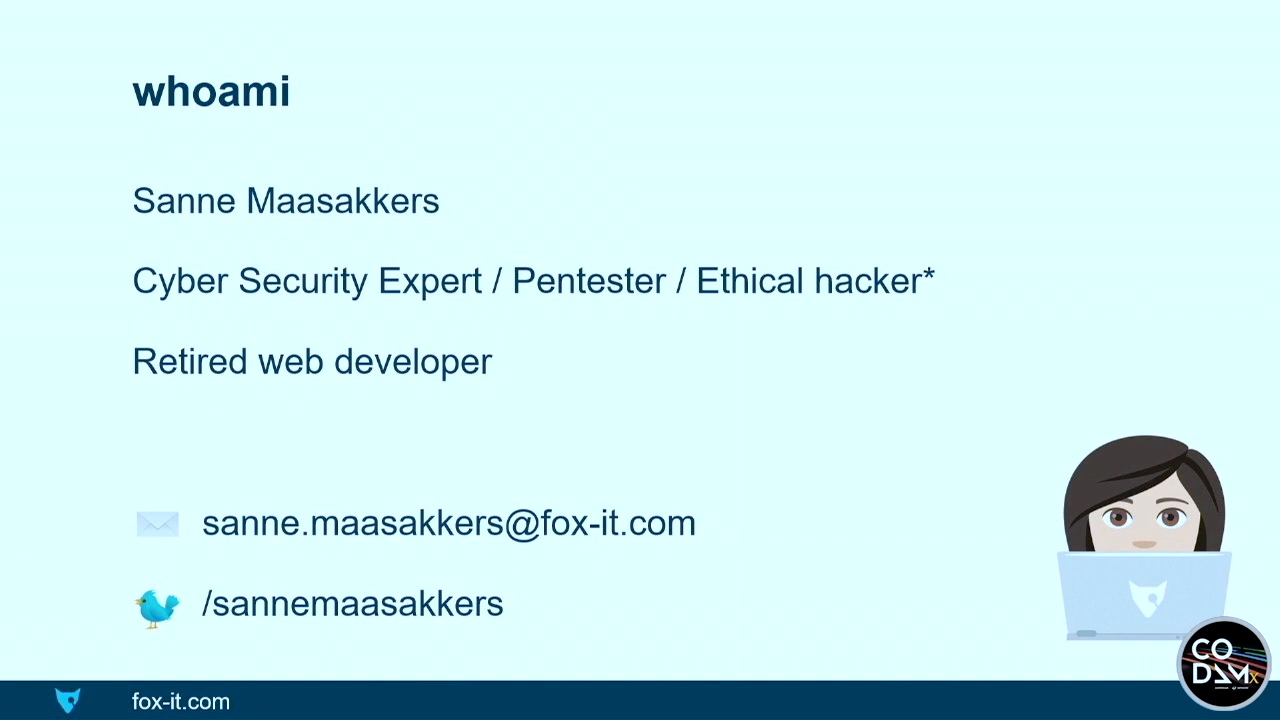 whoami
Sanne Maasakkers
Cyber Security Expert / Pentester / Ethical hacker*
Retired web developer
sanne.maasakkers@fox-it.com
/sannemaasakkers
fox-it.com
CO
D
M
x